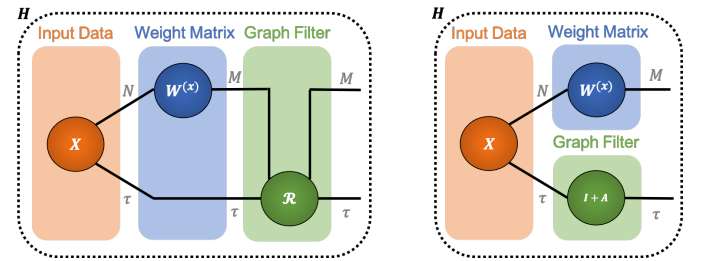 H
Input Data Weight Matrix Graph Filter
N W^(x) M M
X
τ τ ℛ τ
H
Input Data Weight Matrix
N W^(x) M
X
Graph Filter
τ I + A τ